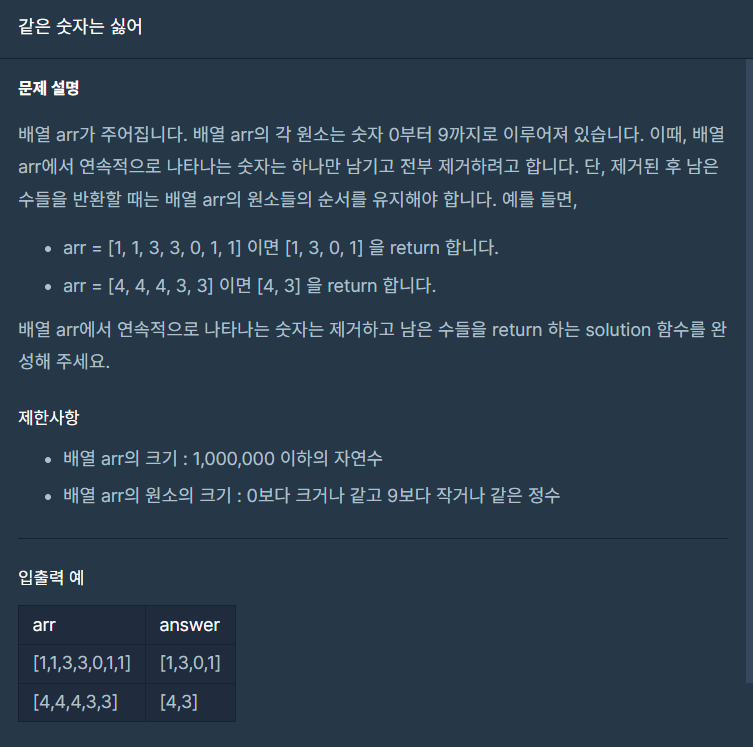 같은 숫자는 싫어
문제 설명
배열 arr가 주어집니다. 배열 arr의 각 원소는 숫자 0부터 9까지로 이루어져 있습니다. 이때, 배열
arr에서 연속적으로 나타나는 숫자는 하나만 남기고 전부 제거하려고 합니다. 단, 제거된 후 남은
수들을 반환할 때는 배열 arr의 원소들의 순서를 유지해야 합니다. 예를 들면,
• arr = [1, 1, 3, 3, 0, 1, 1] 이면 [1, 3, 0, 1] 을 return 합니다.
• arr = [4, 4, 4, 3, 3] 이면 [4, 3] 을 return 합니다.
배열 arr에서 연속적으로 나타나는 숫자는 제거하고 남은 수들을 return 하는 solution 함수를 완
성해 주세요.
제한사항
• 배열 arr의 크기 : 1,000,000 이하의 자연수
• 배열 arr의 원소의 크기 : 0보다 크거나 같고 9보다 작거나 같은 정수
입출력 예
arr answer
[1,1,3,3,0,1,1] [1,3,0,1]
[4,4,4,3,3] [4,3]